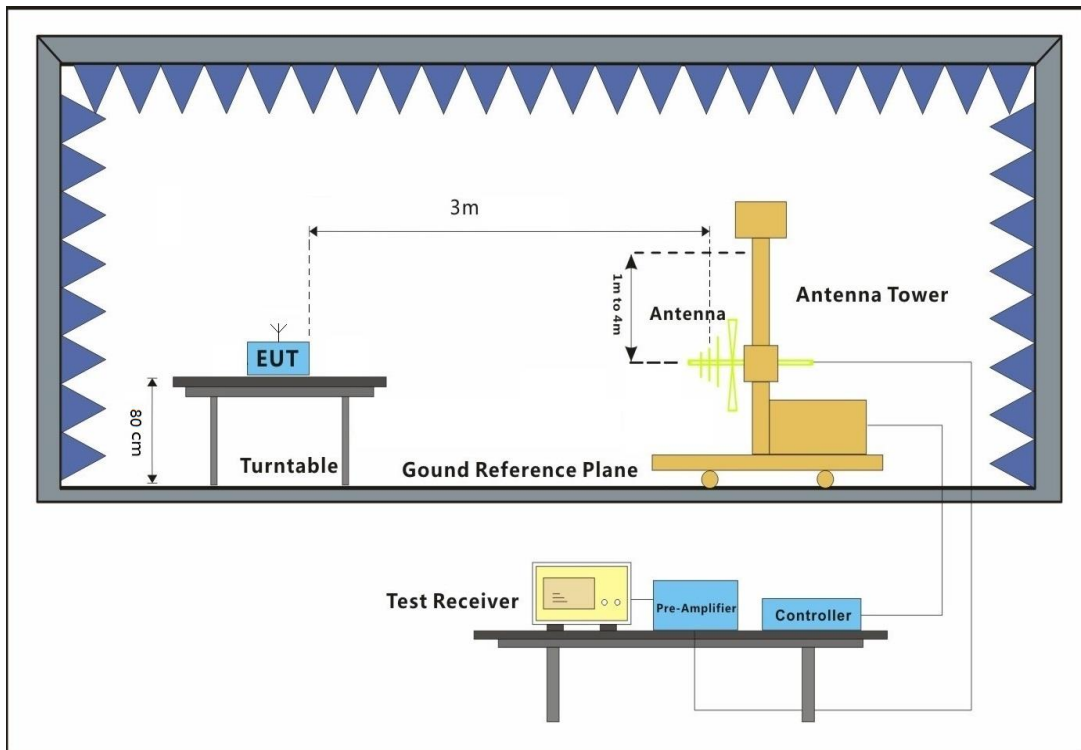 3m
1m to 4m
Antenna
Antenna Tower
EUT
80 cm
Turntable
Gound Reference Plane
Test Receiver
Pre-Amplifier
Controller